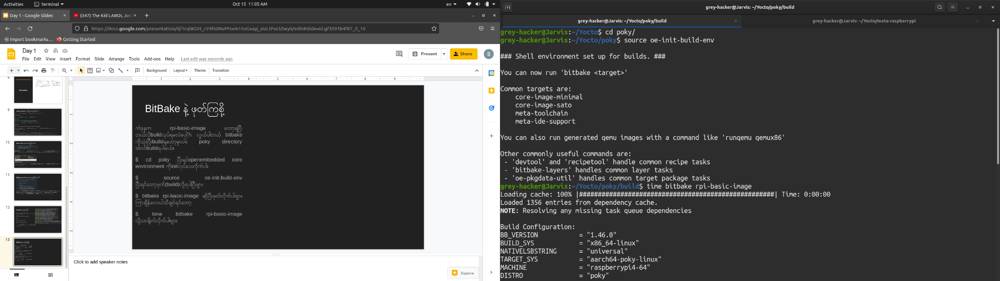 Activities
Terminal
Oct 15 11:05 AM
en
Day 1 - Google Slides
(347) The Kid LAROI, Jus
https://docs.google.com/presentation/d/1cql8GVt_cY4fz0RuFFsvm15vGxayj_aIzLtFvz3Zwy0/edit#slide=id.gf3591b4f87_0_10
Import bookmarks...
Getting Started
Day 1
File Edit View Insert Format Slide Arrange Tools Add-ons Help
Last edit was seconds ago
Present
Share
S
Background Layout Theme Transition
1 2 3 4 5 6 7 8 9
8
9
10
11
12
13
BitBake နဲ့ ဖုတ်ကြစို့
ကဲခုနက rpi-basic-image တော့ရပြီ၊
ဘယ်လိုbuildလုပ်ရမလဲပေါ့?။ လွယ်ပါတယ် bitbake
ကိုသုံးပြီးbuildရတော့မှာပါ။ poky directory
ထဲဝင်buildရပါမယ်။
$ cd poky ပြီးရင်openembedded core
environment ကိုinitလုပ်ပေးလိုက်ပါ။
$ source oe-init-build-env
ပြီးရင်တော့ဖုတ်(build)လို့ရပါပြီဗျာ။
$ bitbake rpi-basic-image ဆိုပြီးဖုတ်လိုက်ပါဗျာ။
ကြာချိန်လေးပါသိချင်ရင်တော့
$ time bitbake rpi-basic-image
လို့သာရိုက်လိုက်ပါဗျာ။
Click to add speaker notes
Explore
grey-hacker@Jarvis: ~/Yocto/poky/build
grey-hacker@Jarvis: ~/Yocto/poky/build
grey-hacker@Jarvis: ~/Yocto/meta-raspberrypi
grey-hacker@Jarvis:~/Yocto$ cd poky/
grey-hacker@Jarvis:~/Yocto/poky$ source oe-init-build-env
### Shell environment set up for builds. ###
You can now run 'bitbake <target>'
Common targets are:
core-image-minimal
core-image-sato
meta-toolchain
meta-ide-support
You can also run generated qemu images with a command like 'runqemu qemux86'
Other commonly useful commands are:
- 'devtool' and 'recipetool' handle common recipe tasks
- 'bitbake-layers' handles common layer tasks
- 'oe-pkgdata-util' handles common target package tasks
grey-hacker@Jarvis:~/Yocto/poky/build$ time bitbake rpi-basic-image
Loading cache: 100% |####################################################| Time: 0:00:00
Loaded 1356 entries from dependency cache.
NOTE: Resolving any missing task queue dependencies
Build Configuration:
BB_VERSION = "1.46.0"
BUILD_SYS = "x86_64-linux"
NATIVELSBSTRING = "universal"
TARGET_SYS = "aarch64-poky-linux"
MACHINE = "raspberrypi4-64"
DISTRO = "poky"